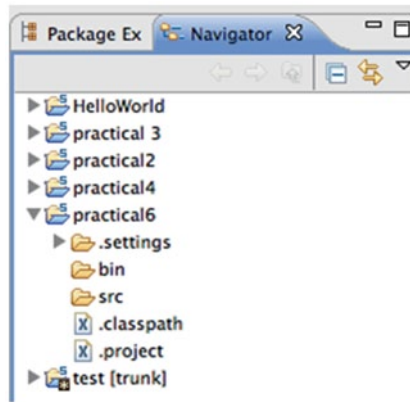 Package Ex Navigator
HelloWorld
practical 3
practical2
practical4
practical6
.settings
bin
src
.classpath
.project
test [trunk]